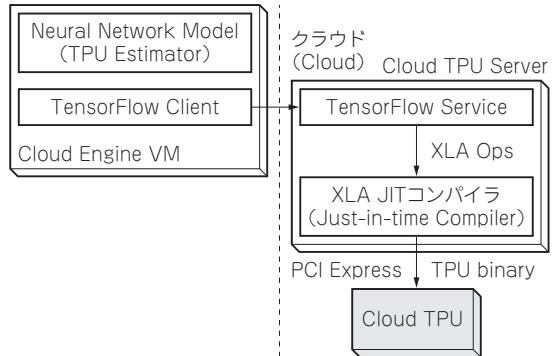 Neural Network Model
(TPU Estimator)
TensorFlow Client
Cloud Engine VM
クラウド
(Cloud)
Cloud TPU Server
TensorFlow Service
XLA Ops
XLA JITコンパイラ
(Just-in-time Compiler)
PCI Express
TPU binary
Cloud TPU